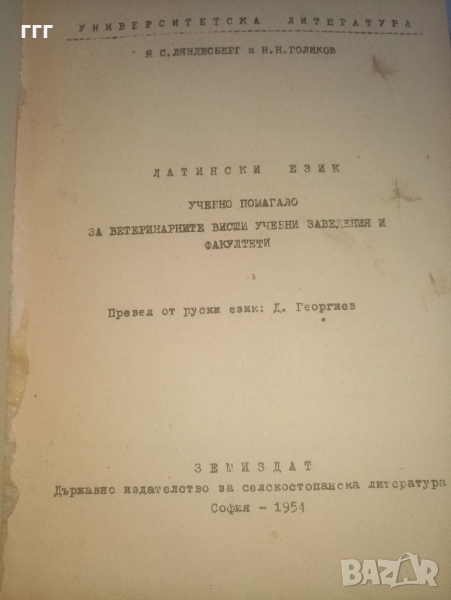 ггг
УНИВЕРСИТЕТСКА ЛИТЕРАТУРА
Я.С.ЛЯНДЕСБЕРГ и Н.Н.ГОЛИКОВ
ЛАТИНСКИ ЕЗИК
УЧЕБНО ПОМАГАЛО
ЗА ВЕТЕРИНАРНИТЕ ВИСШИ УЧЕБНИ ЗАВЕДЕНИЯ И
ФАКУЛТЕТИ
Превел от руски език: Д. Георгиев
ЗЕМИЗДАТ
Държавно издателство за селскостопанска литература
София - 1954
BAZAR